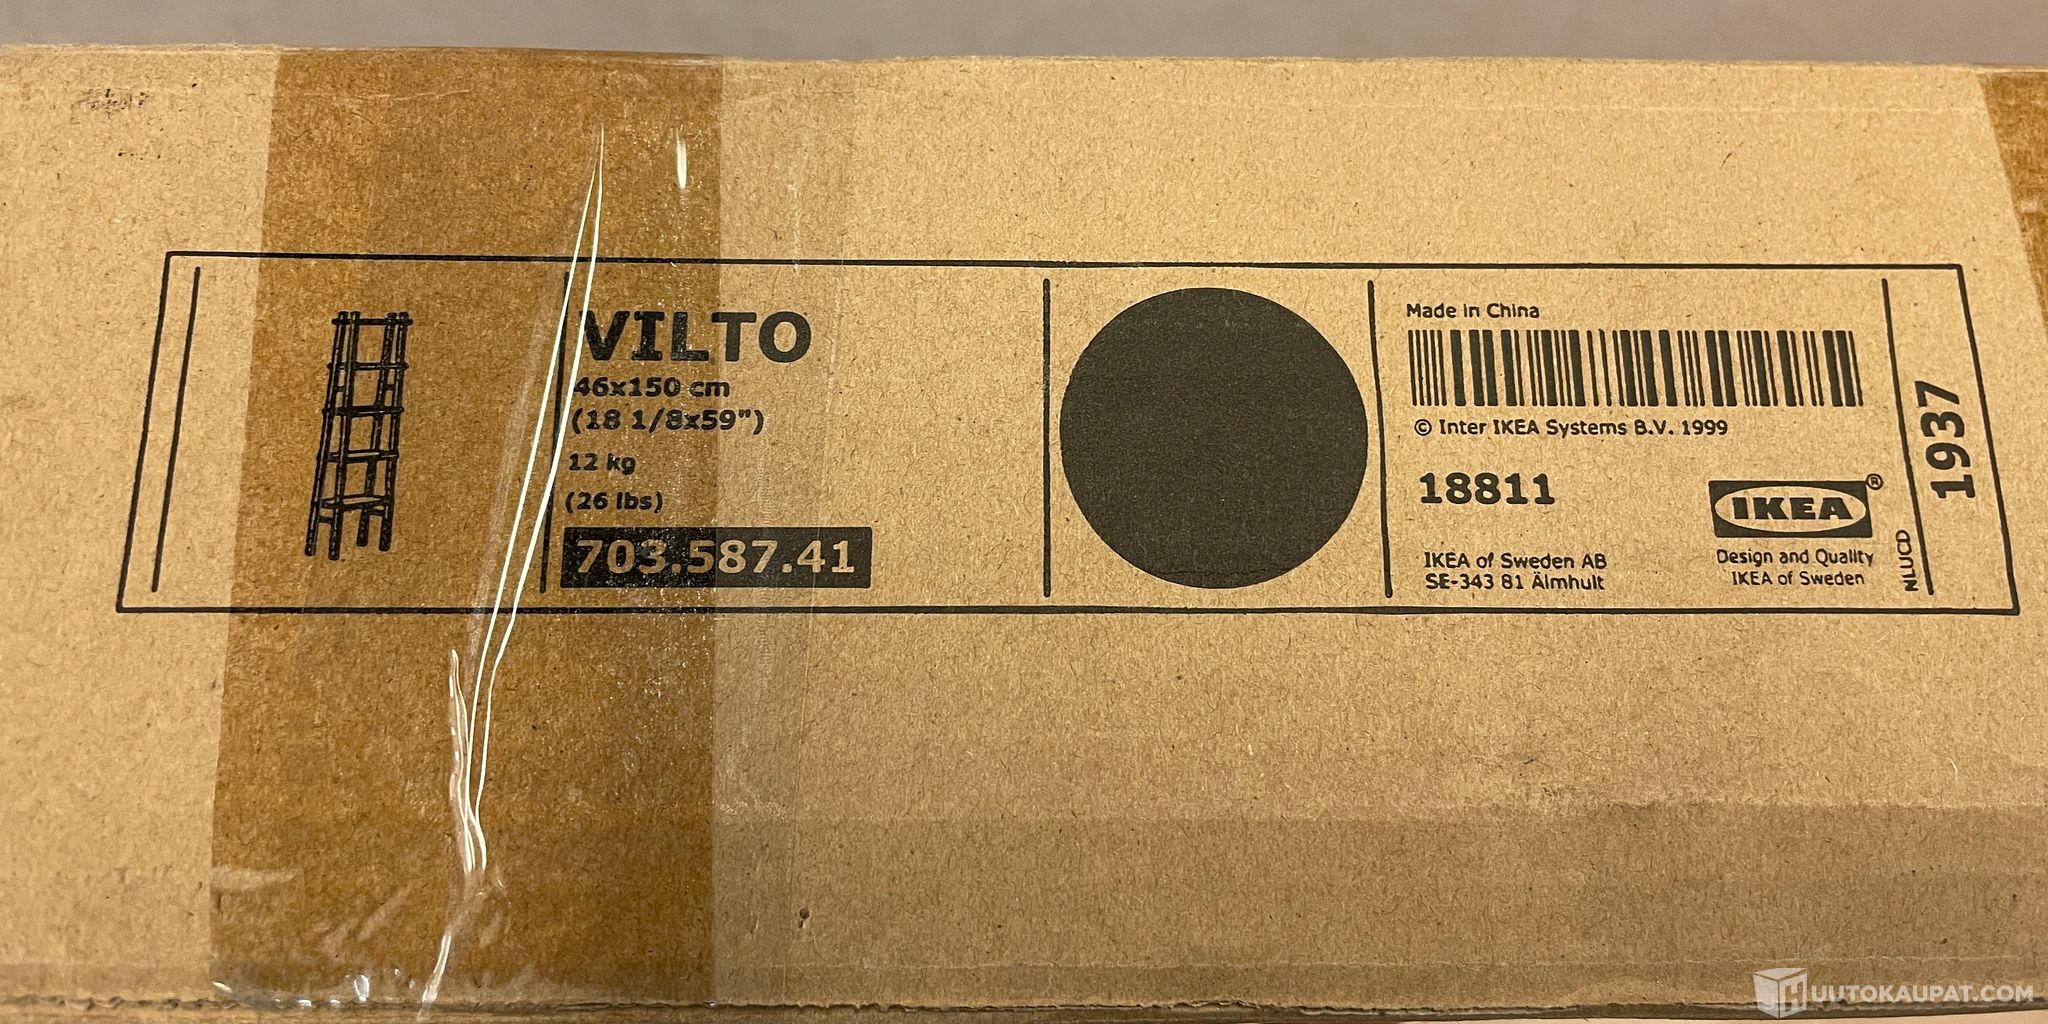 VILTO
46x150 cm
(18 1/8x59")
12 kg
(26 lbs)
703.587.41
Made in China
© Inter IKEA Systems B.V. 1999
18811
IKEA of Sweden AB
SE-343 81 Älmhult
IKEA®
Design and Quality
IKEA of Sweden
NLUCD
1937
HUUTOKAUPAT.COM